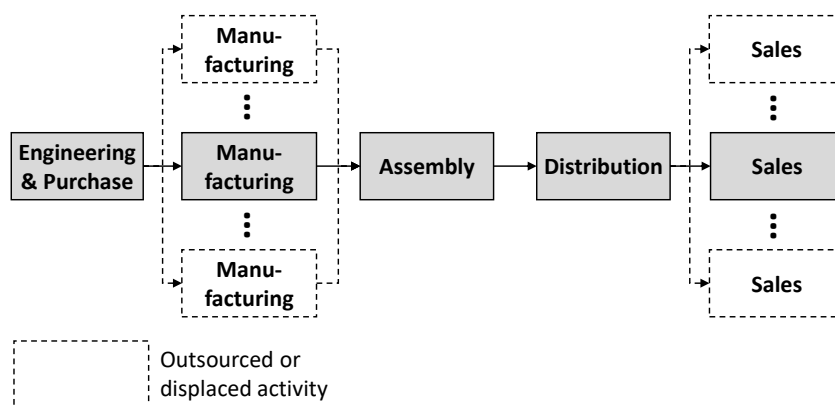 Manu-
facturing
Sales
Engineering
& Purchase
Manu-
facturing
Assembly
Distribution
Sales
Manu-
facturing
Sales
Outsourced or
displaced activity